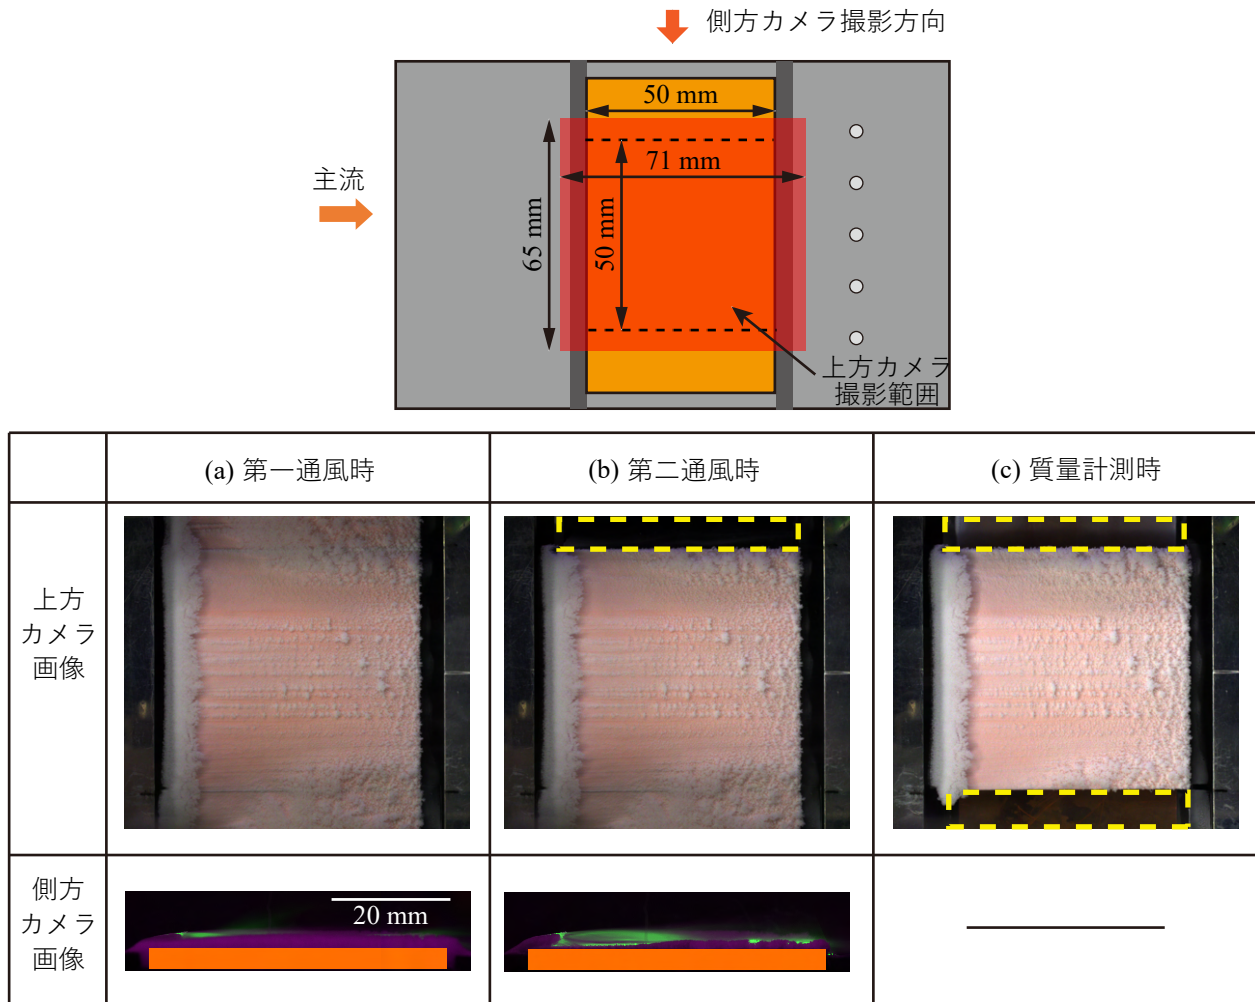 側方カメラ撮影方向
50 mm
71 mm
主流
65 mm
50 mm
上方カメラ
撮影範囲
(a) 第一通風時
(b) 第二通風時
(c) 質量計測時
上方
カメラ
画像
側方
カメラ
画像
20 mm